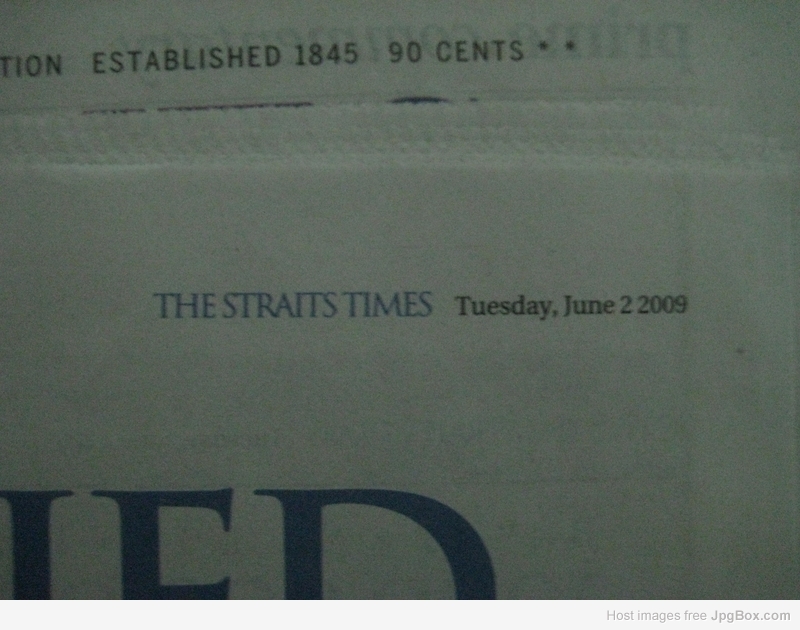 TION ESTABLISHED 1845 90 CENTS * *
THE STRAITS TIMES Tuesday, June 2 2009
IED
Host images free JpgBox.com